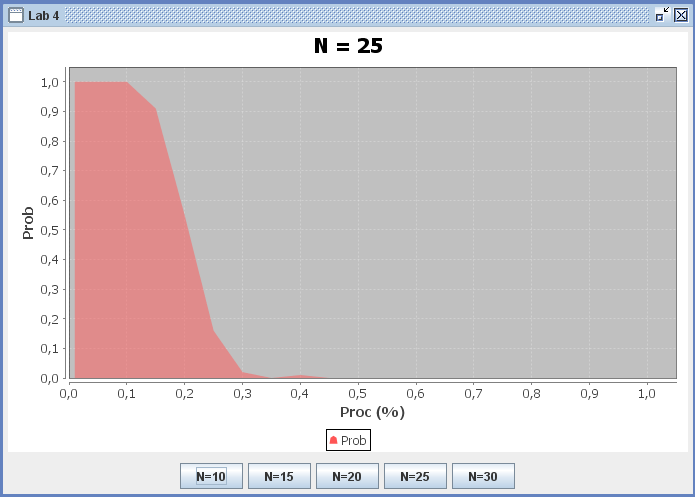 Lab 4
N = 25
1,0
0,9
0,8
0,7
0,6
0,5
0,4
0,3
0,2
0,1
0,0
Prob
0,0 0,1 0,2 0,3 0,4 0,5 0,6 0,7 0,8 0,9 1,0
Proc (%)
Prob
N=10 N=15 N=20 N=25 N=30